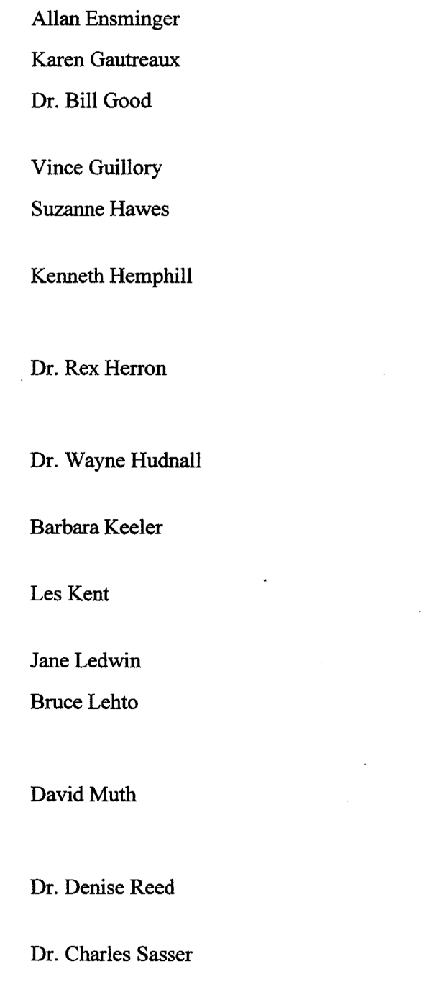 Allan Ensminger
Karen Gautreaux
Dr. Bill Good
Vince Guillory
Suzanne Hawes
Kenneth Hemphill
Dr. Rex Herron
Dr. Wayne Hudnall
Barbara Keeler
Les Kent
Jane Ledwin
Bruce Lehto
David Muth
Dr. Denise Reed
Dr. Charles Sasser